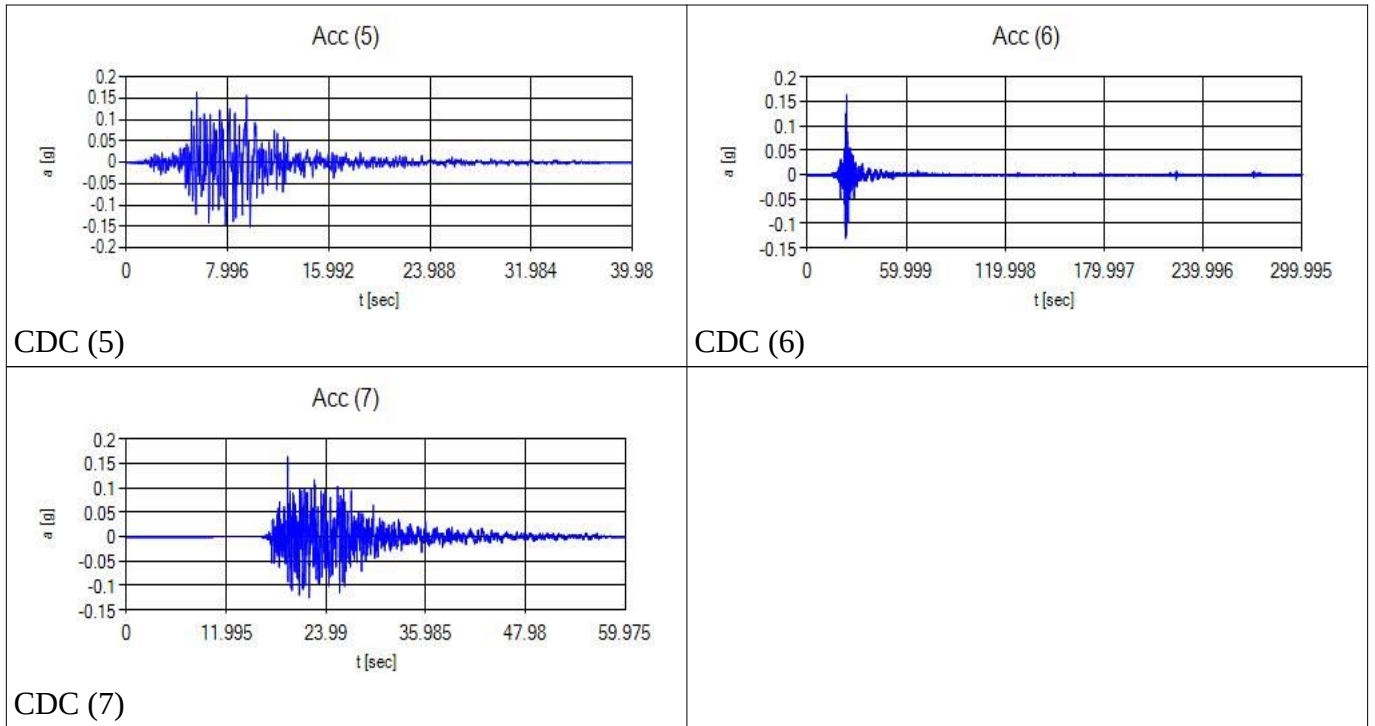 Acc (5)
0.2
0.15
0.1
0.05
0
-0.05
-0.1
-0.15
-0.2
a [g]
0 7.996 15.992 23.988 31.984 39.98
t [sec]
CDC (5)
Acc (6)
0.2
0.15
0.1
0.05
0
-0.05
-0.1
-0.15
a [g]
0 59.999 119.998 179.997 239.996 299.995
t [sec]
CDC (6)
Acc (7)
0.2
0.15
0.1
0.05
0
-0.05
-0.1
-0.15
a [g]
0 11.995 23.99 35.985 47.98 59.975
t [sec]
CDC (7)